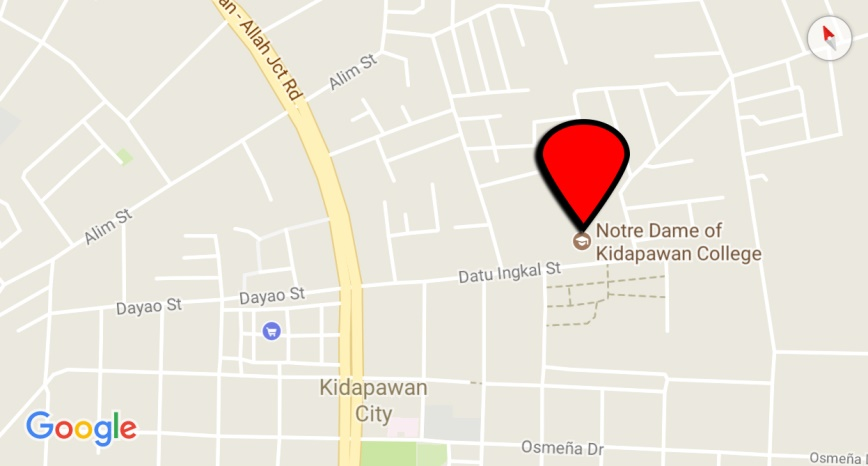 an - Allah Jct Rd
Alim St
Alim St
Notre Dame of
Kidapawan College
Datu Ingkal St
Dayao St
Dayao St
Kidapawan
City
Google
Osmeña Dr
Osmeña